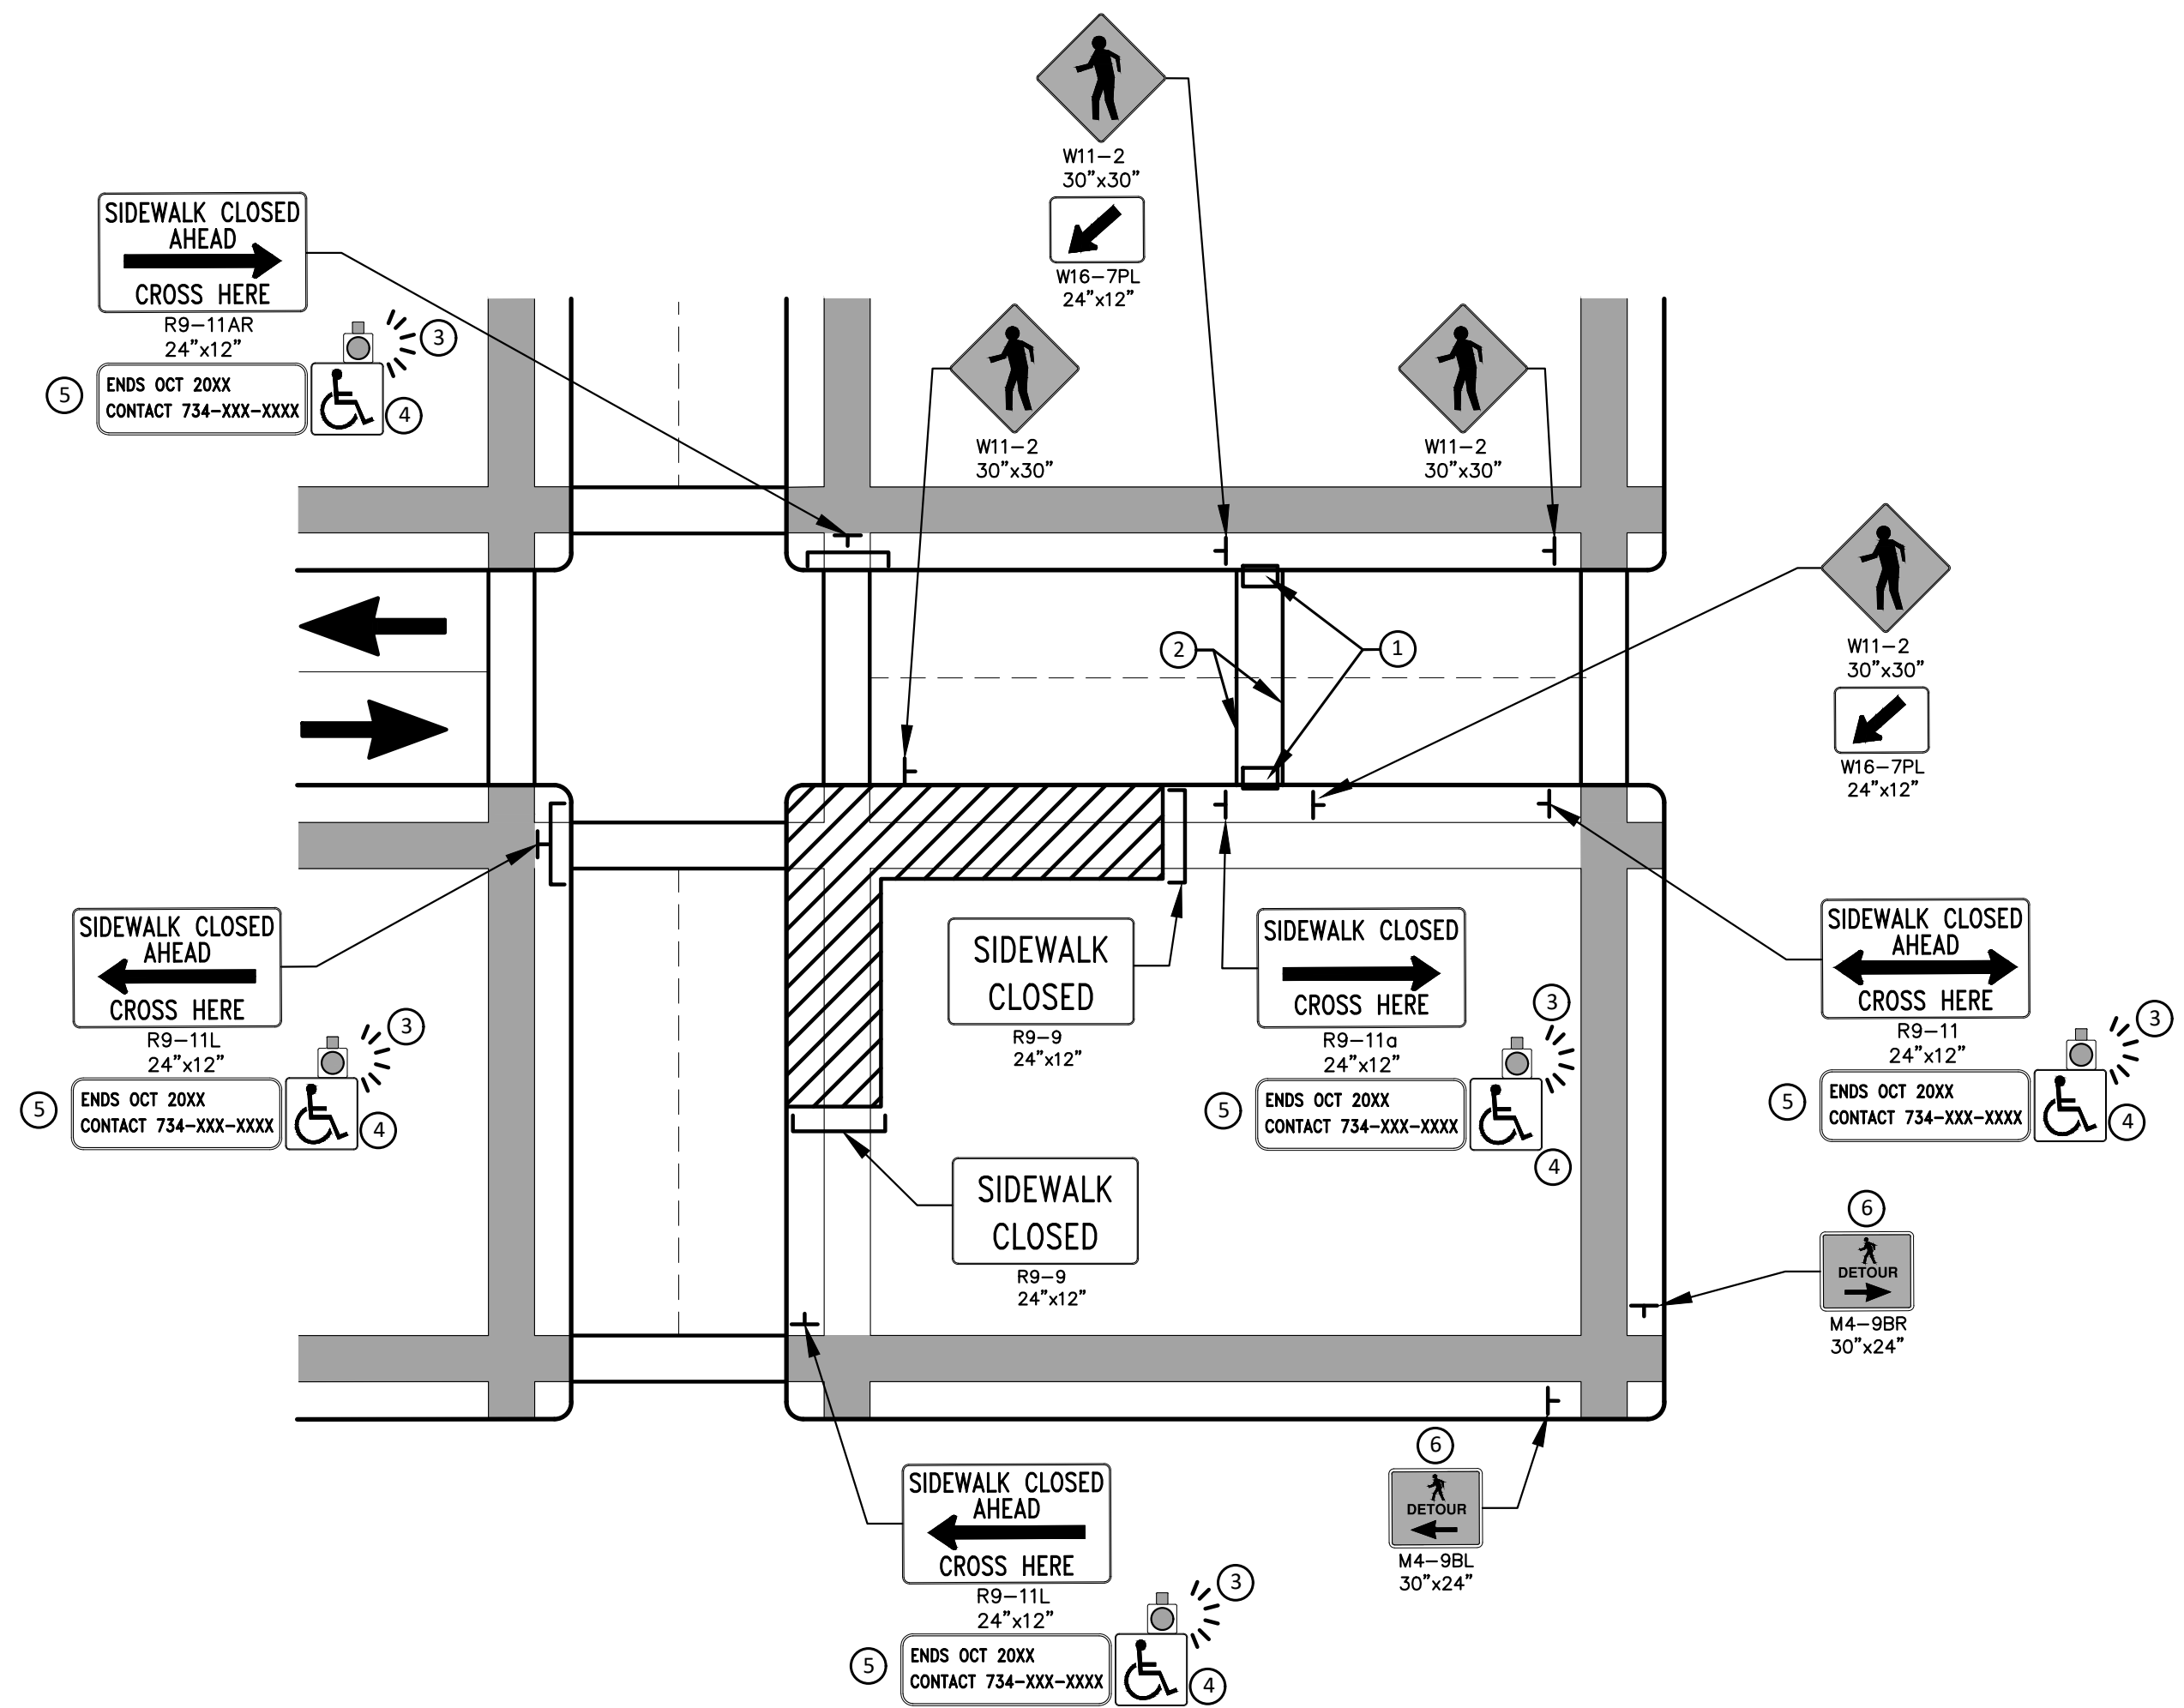 W11-2
30"x30"
W16-7PL
24"x12"
SIDEWALK CLOSED
AHEAD
CROSS HERE
R9-11AR
24"x12"
3
5
ENDS OCT 20XX
CONTACT 734-XXX-XXXX
4
W11-2
30"x30"
W11-2
30"x30"
W11-2
30"x30"
W16-7PL
24"x12"
2
1
SIDEWALK CLOSED
AHEAD
CROSS HERE
R9-11L
24"x12"
3
5
ENDS OCT 20XX
CONTACT 734-XXX-XXXX
4
SIDEWALK
CLOSED
R9-9
24"x12"
SIDEWALK CLOSED
CROSS HERE
R9-11a
24"x12"
3
5
ENDS OCT 20XX
CONTACT 734-XXX-XXXX
4
SIDEWALK CLOSED
AHEAD
CROSS HERE
R9-11
24"x12"
3
5
ENDS OCT 20XX
CONTACT 734-XXX-XXXX
4
SIDEWALK
CLOSED
R9-9
24"x12"
6
DETOUR
M4-9BR
30"x24"
6
DETOUR
M4-9BL
30"x24"
SIDEWALK CLOSED
AHEAD
CROSS HERE
R9-11L
24"x12"
3
5
ENDS OCT 20XX
CONTACT 734-XXX-XXXX
4